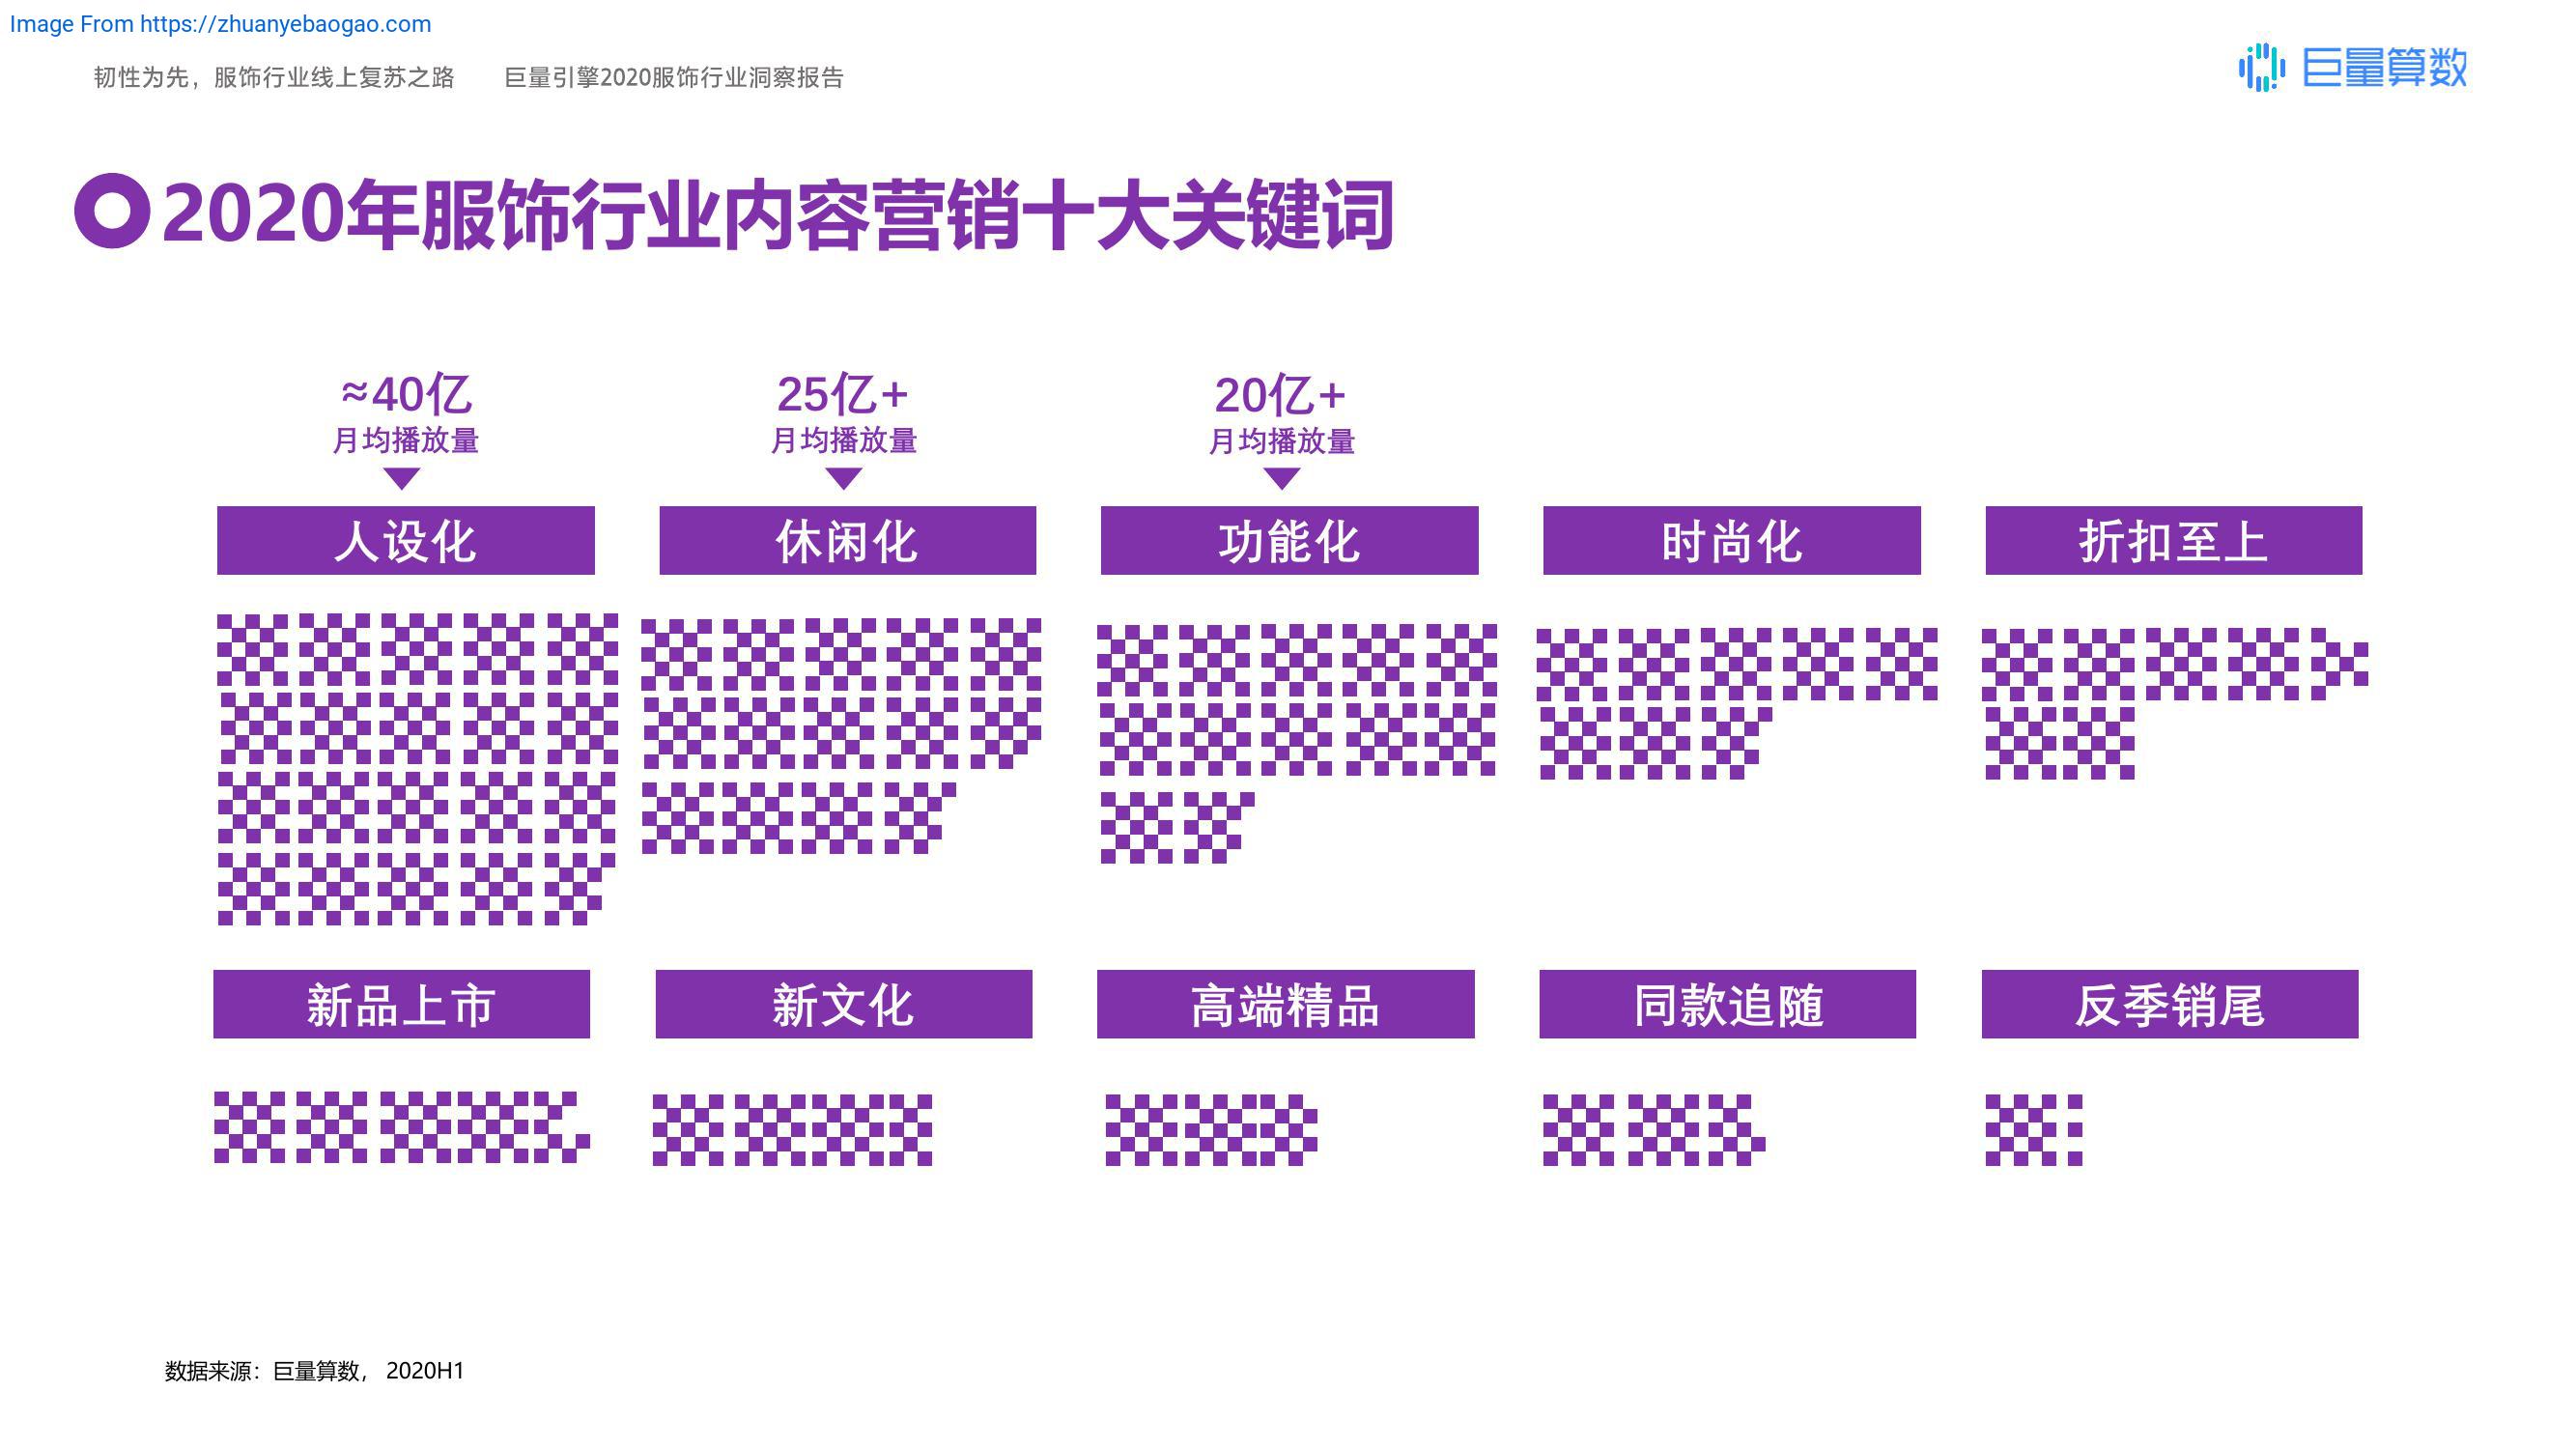 Image From https://zhuanyebaogao.com
韧性为先，服饰行业线上复苏之路 巨量引擎2020服饰行业洞察报告
巨量算数
2020年服饰行业内容营销十大关键词
≈40亿
月均播放量
25亿+
月均播放量
20亿+
月均播放量
人设化
休闲化
功能化
时尚化
折扣至上
新品上市
新文化
高端精品
同款追随
反季销尾
数据来源：巨量算数， 2020H1